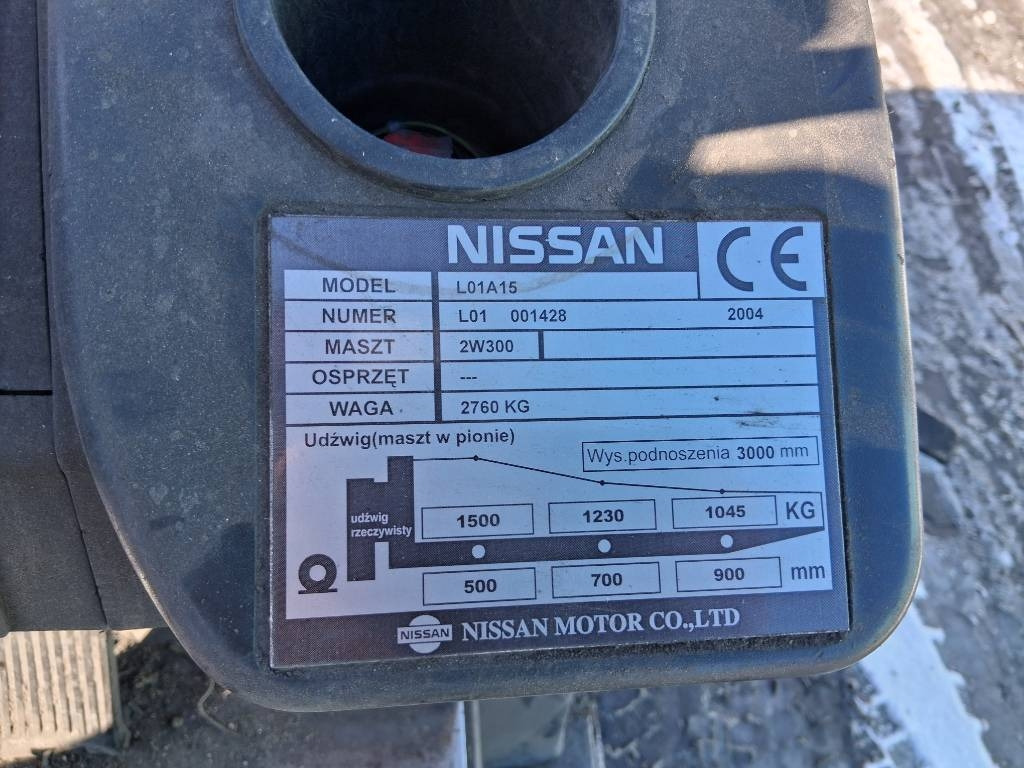 NISSAN CE
MODEL L01A15
NUMER L01 001428 2004
MASZT 2W300
OSPRZĘT ---
WAGA 2760 KG
Udźwig(maszt w pionie)
Wys.podnoszenia 3000 mm
udźwig
rzeczywisty
1500 1230 1045 KG
500 700 900 mm
NISSAN NISSAN MOTOR CO.,LTD